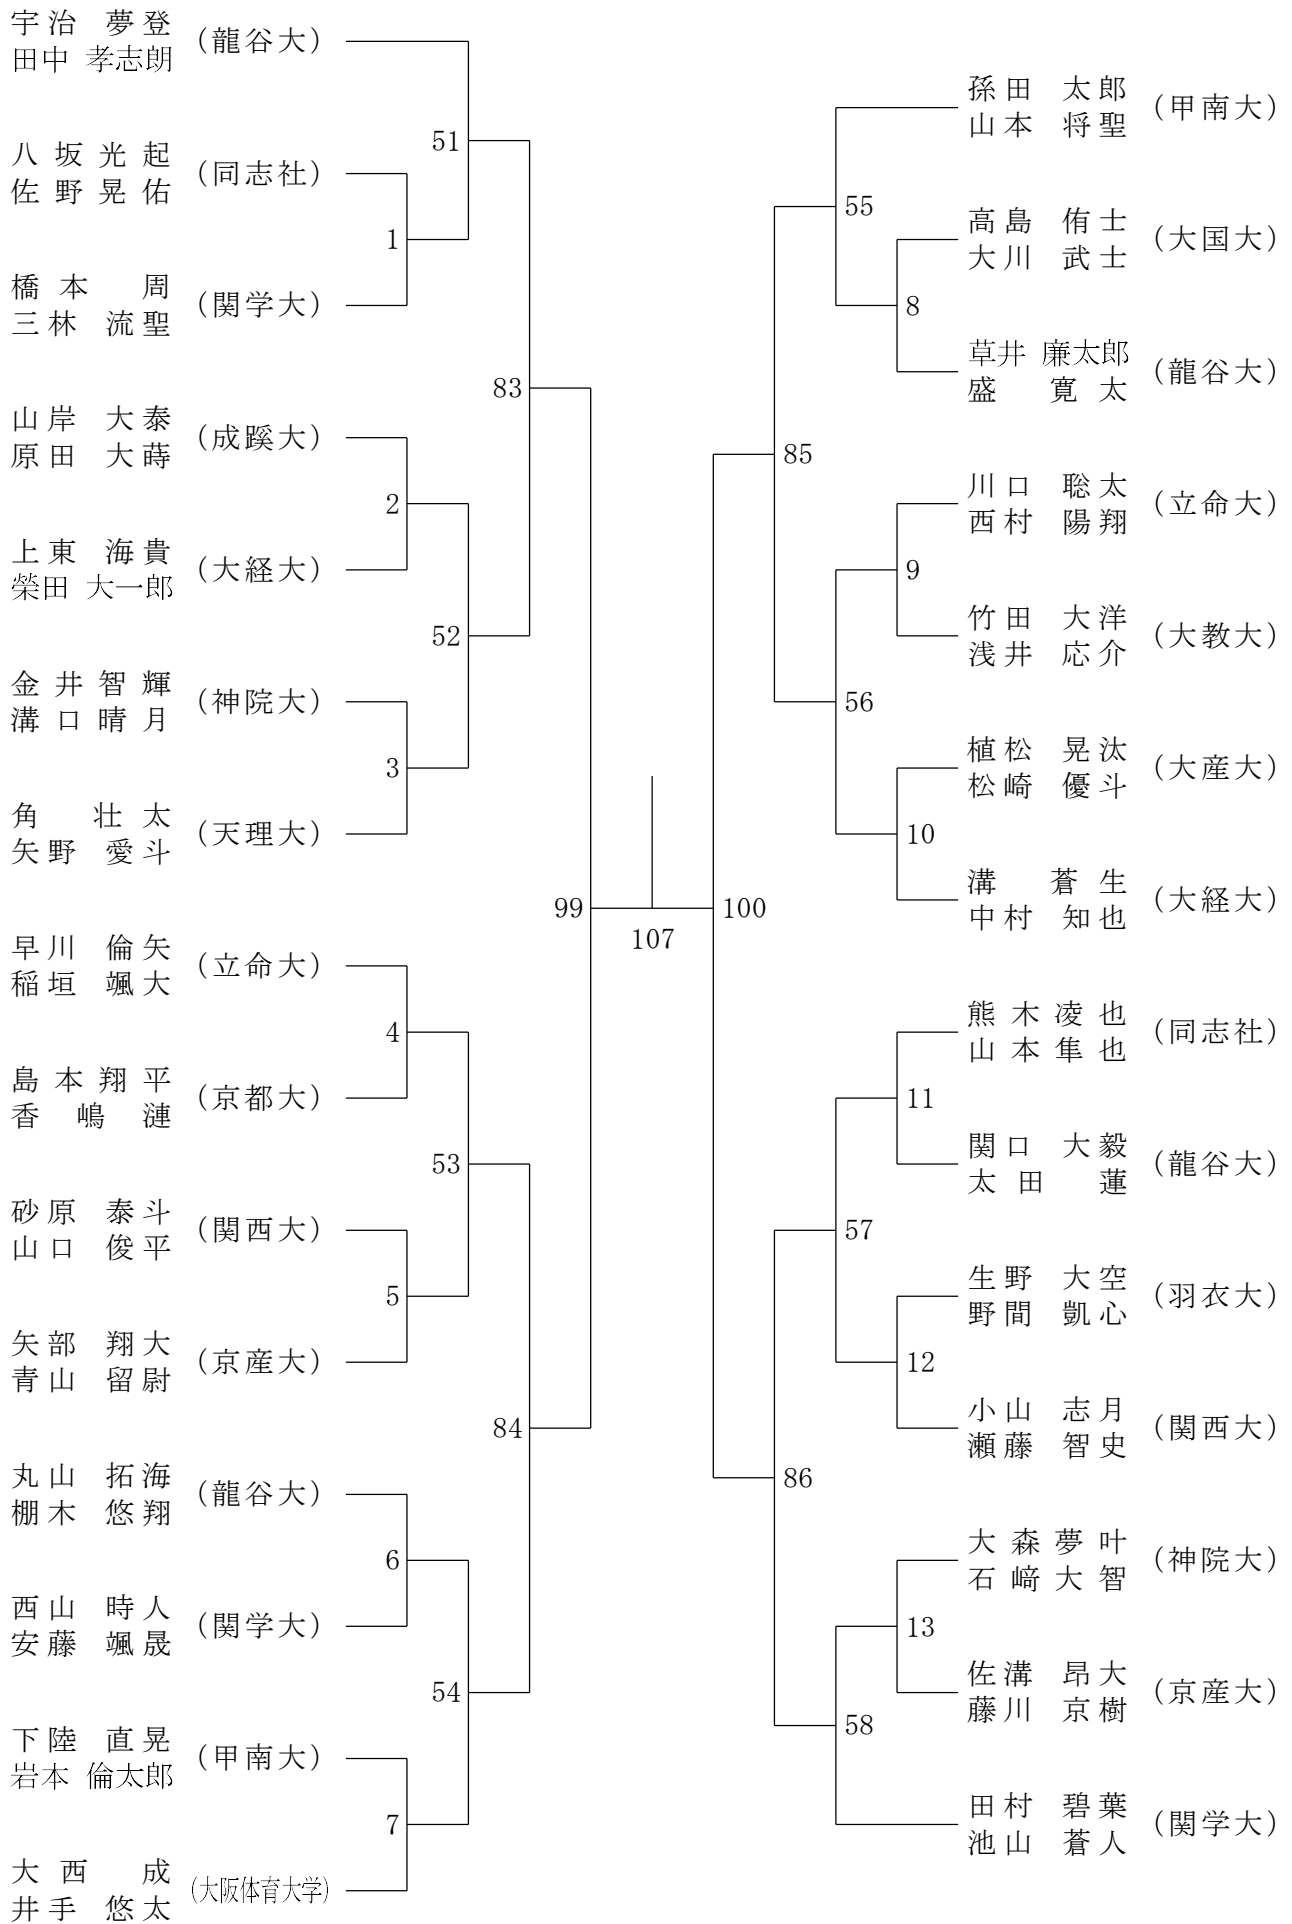 宇治 夢登
田中 孝志朗
(龍谷大)
八坂光起
佐野晃佑
(同志社)
橋本 周
三林 流聖
(関学大)
山岸 大泰
原田 大蒔
(成蹊大)
上東 海貴
榮田 大一郎
(大経大)
金井智輝
溝口晴月
(神院大)
角 壮太
矢野 愛斗
(天理大)
早川 倫矢
稲垣 颯大
(立命大)
島本翔平
香嶋漣
(京都大)
砂原 泰斗
山口 俊平
(関西大)
矢部 翔大
青山 留尉
(京産大)
丸山 拓海
棚木 悠翔
(龍谷大)
西山 時人
安藤 颯晟
(関学大)
下陸 直晃
岩本 倫太郎
(甲南大)
大西 成
井手 悠太
(大阪体育大学)
1
2
3
4
5
6
7
51
52
53
54
83
84
99
107
100
85
86
55
56
57
58
8
9
10
11
12
13
孫田 太郎
山本 将聖
(甲南大)
高島 侑士
大川 武士
(大国大)
草井 廉太郎
盛 寛太
(龍谷大)
川口 聡太
西村 陽翔
(立命大)
竹田 大洋
浅井 応介
(大教大)
植松 晃汰
松崎 優斗
(大産大)
溝 蒼生
中村 知也
(大経大)
熊木凌也
山本隼也
(同志社)
関口 大毅
太田 蓮
(龍谷大)
生野 大空
野間 凱心
(羽衣大)
小山 志月
瀬藤 智史
(関西大)
大森夢叶
石﨑大智
(神院大)
佐溝 昂大
藤川 京樹
(京産大)
田村 碧葉
池山 蒼人
(関学大)